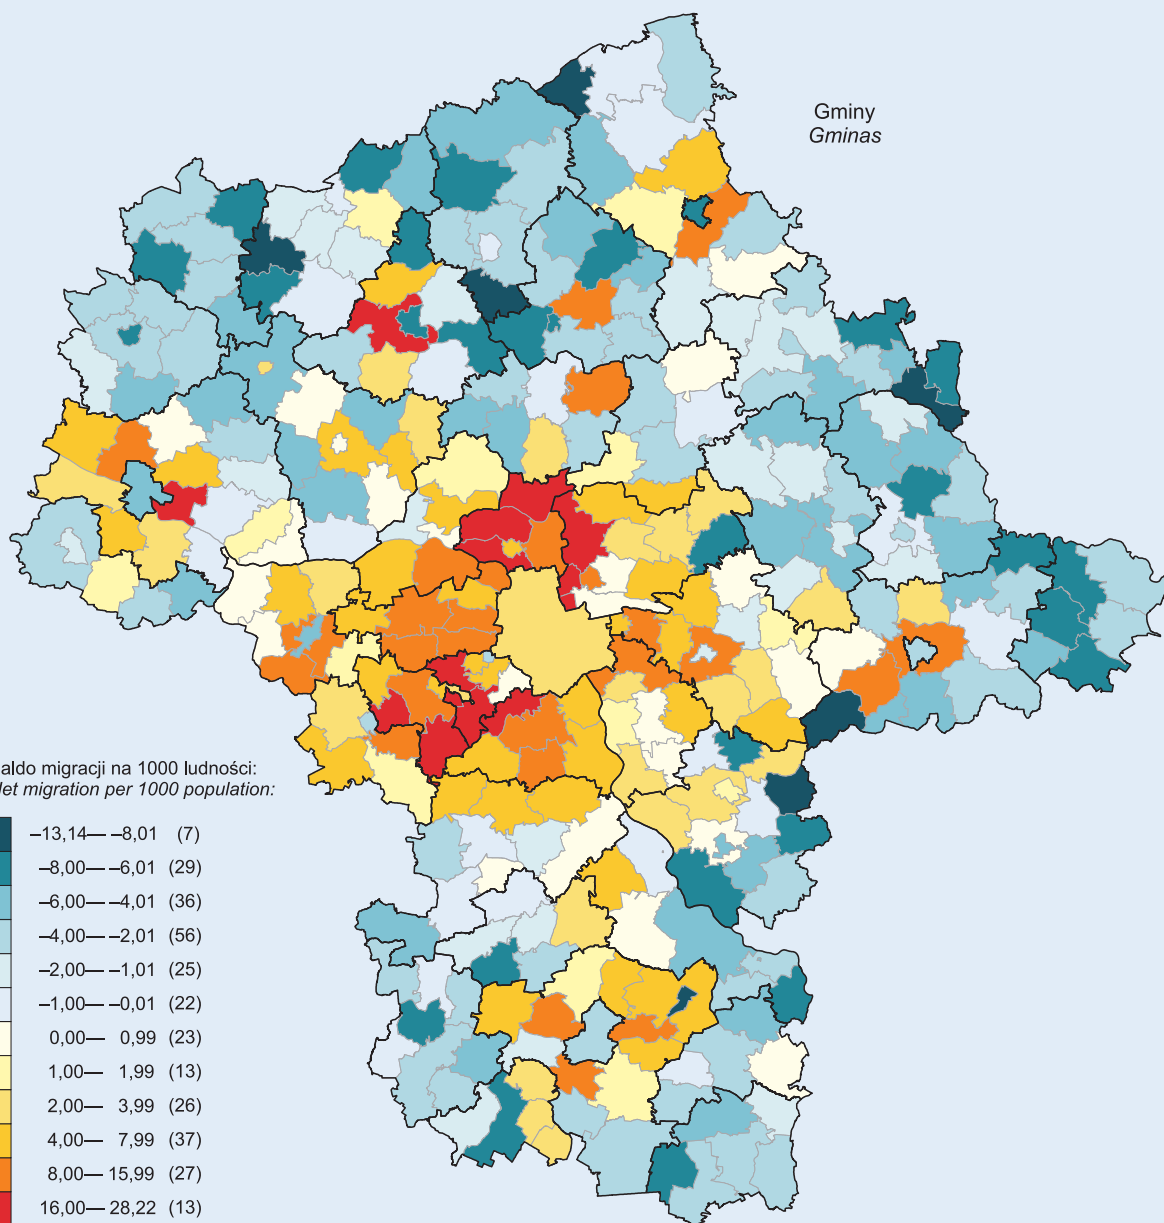 Gminy
Gminas
aldo migracji na 1000 ludności:
et migration per 1000 population:
–13,14— –8,01 (7)
–8,00— –6,01 (29)
–6,00— –4,01 (36)
–4,00— –2,01 (56)
–2,00— –1,01 (25)
–1,00— –0,01 (22)
0,00— 0,99 (23)
1,00— 1,99 (13)
2,00— 3,99 (26)
4,00— 7,99 (37)
8,00— 15,99 (27)
16,00— 28,22 (13)